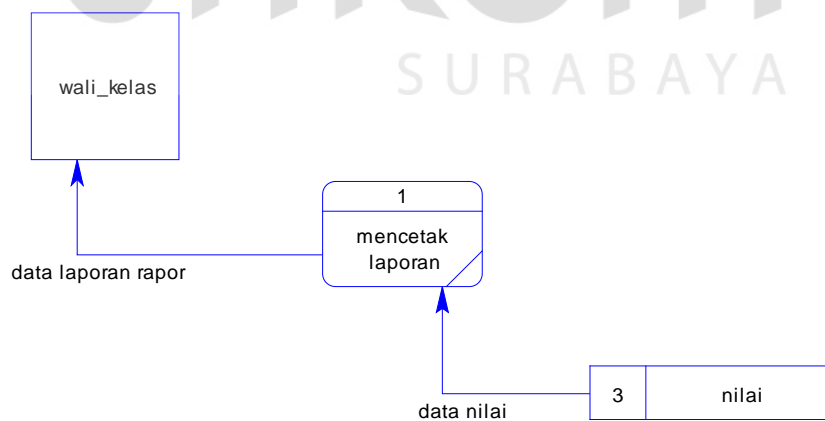 SURABAYA
wali_kelas
1
mencetak
laporan
data laporan rapor
3
nilai
data nilai